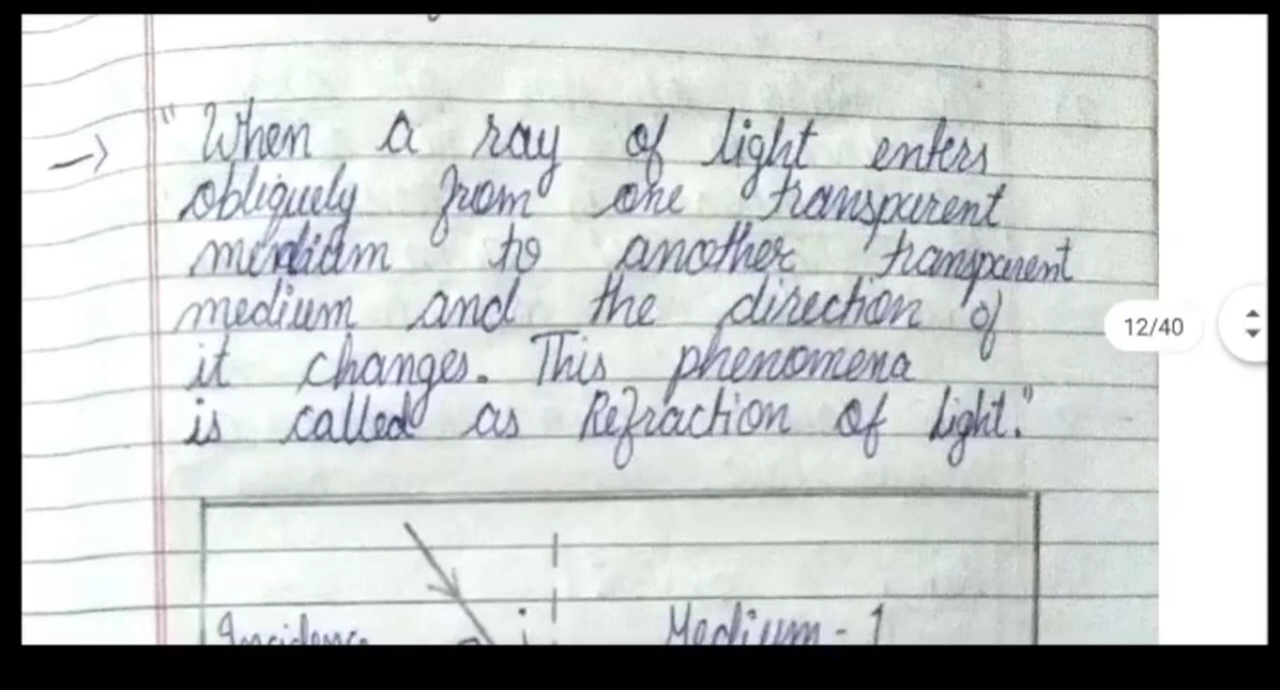 → "When a ray of light enters
obliquely from one transparent
medium to another transparent
medium and the direction of
it changes. This phenomena
is called as Refraction of light."
12/40
i
Incidence Medium - 1